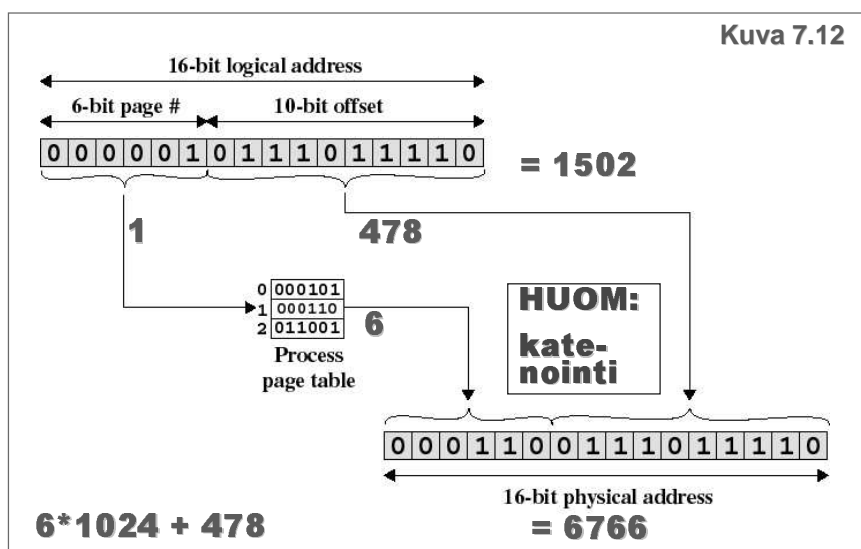 Kuva 7.12
16-bit logical address
6-bit page # 10-bit offset
0 0 0 0 0 1 0 1 1 1 0 1 1 1 1 0
= 1502
1 478
0 000101
1 000110
2 011001
6
Process
page table
HUOM:
kate-
nointi
0 0 0 1 1 0 0 1 1 1 0 1 1 1 1 0
16-bit physical address
6*1024 + 478 = 6766